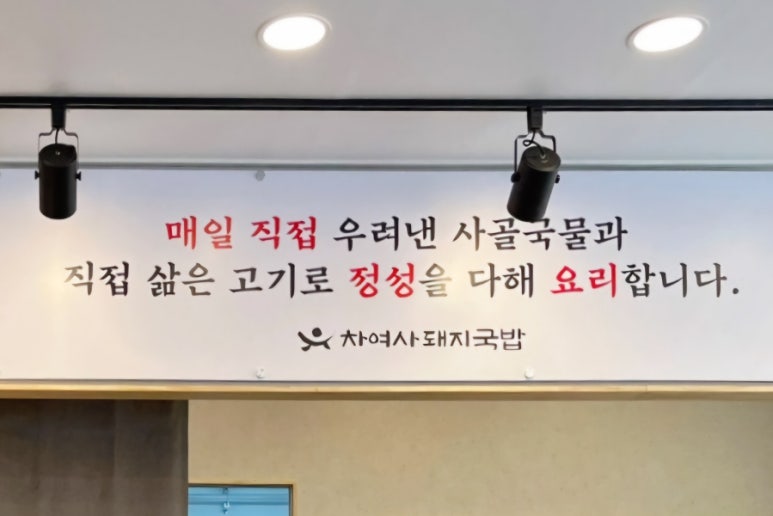 매일 직접 우려낸 사골국물과
직접 삶은 고기로 정성을 다해 요리합니다.
차여사돼지국밥